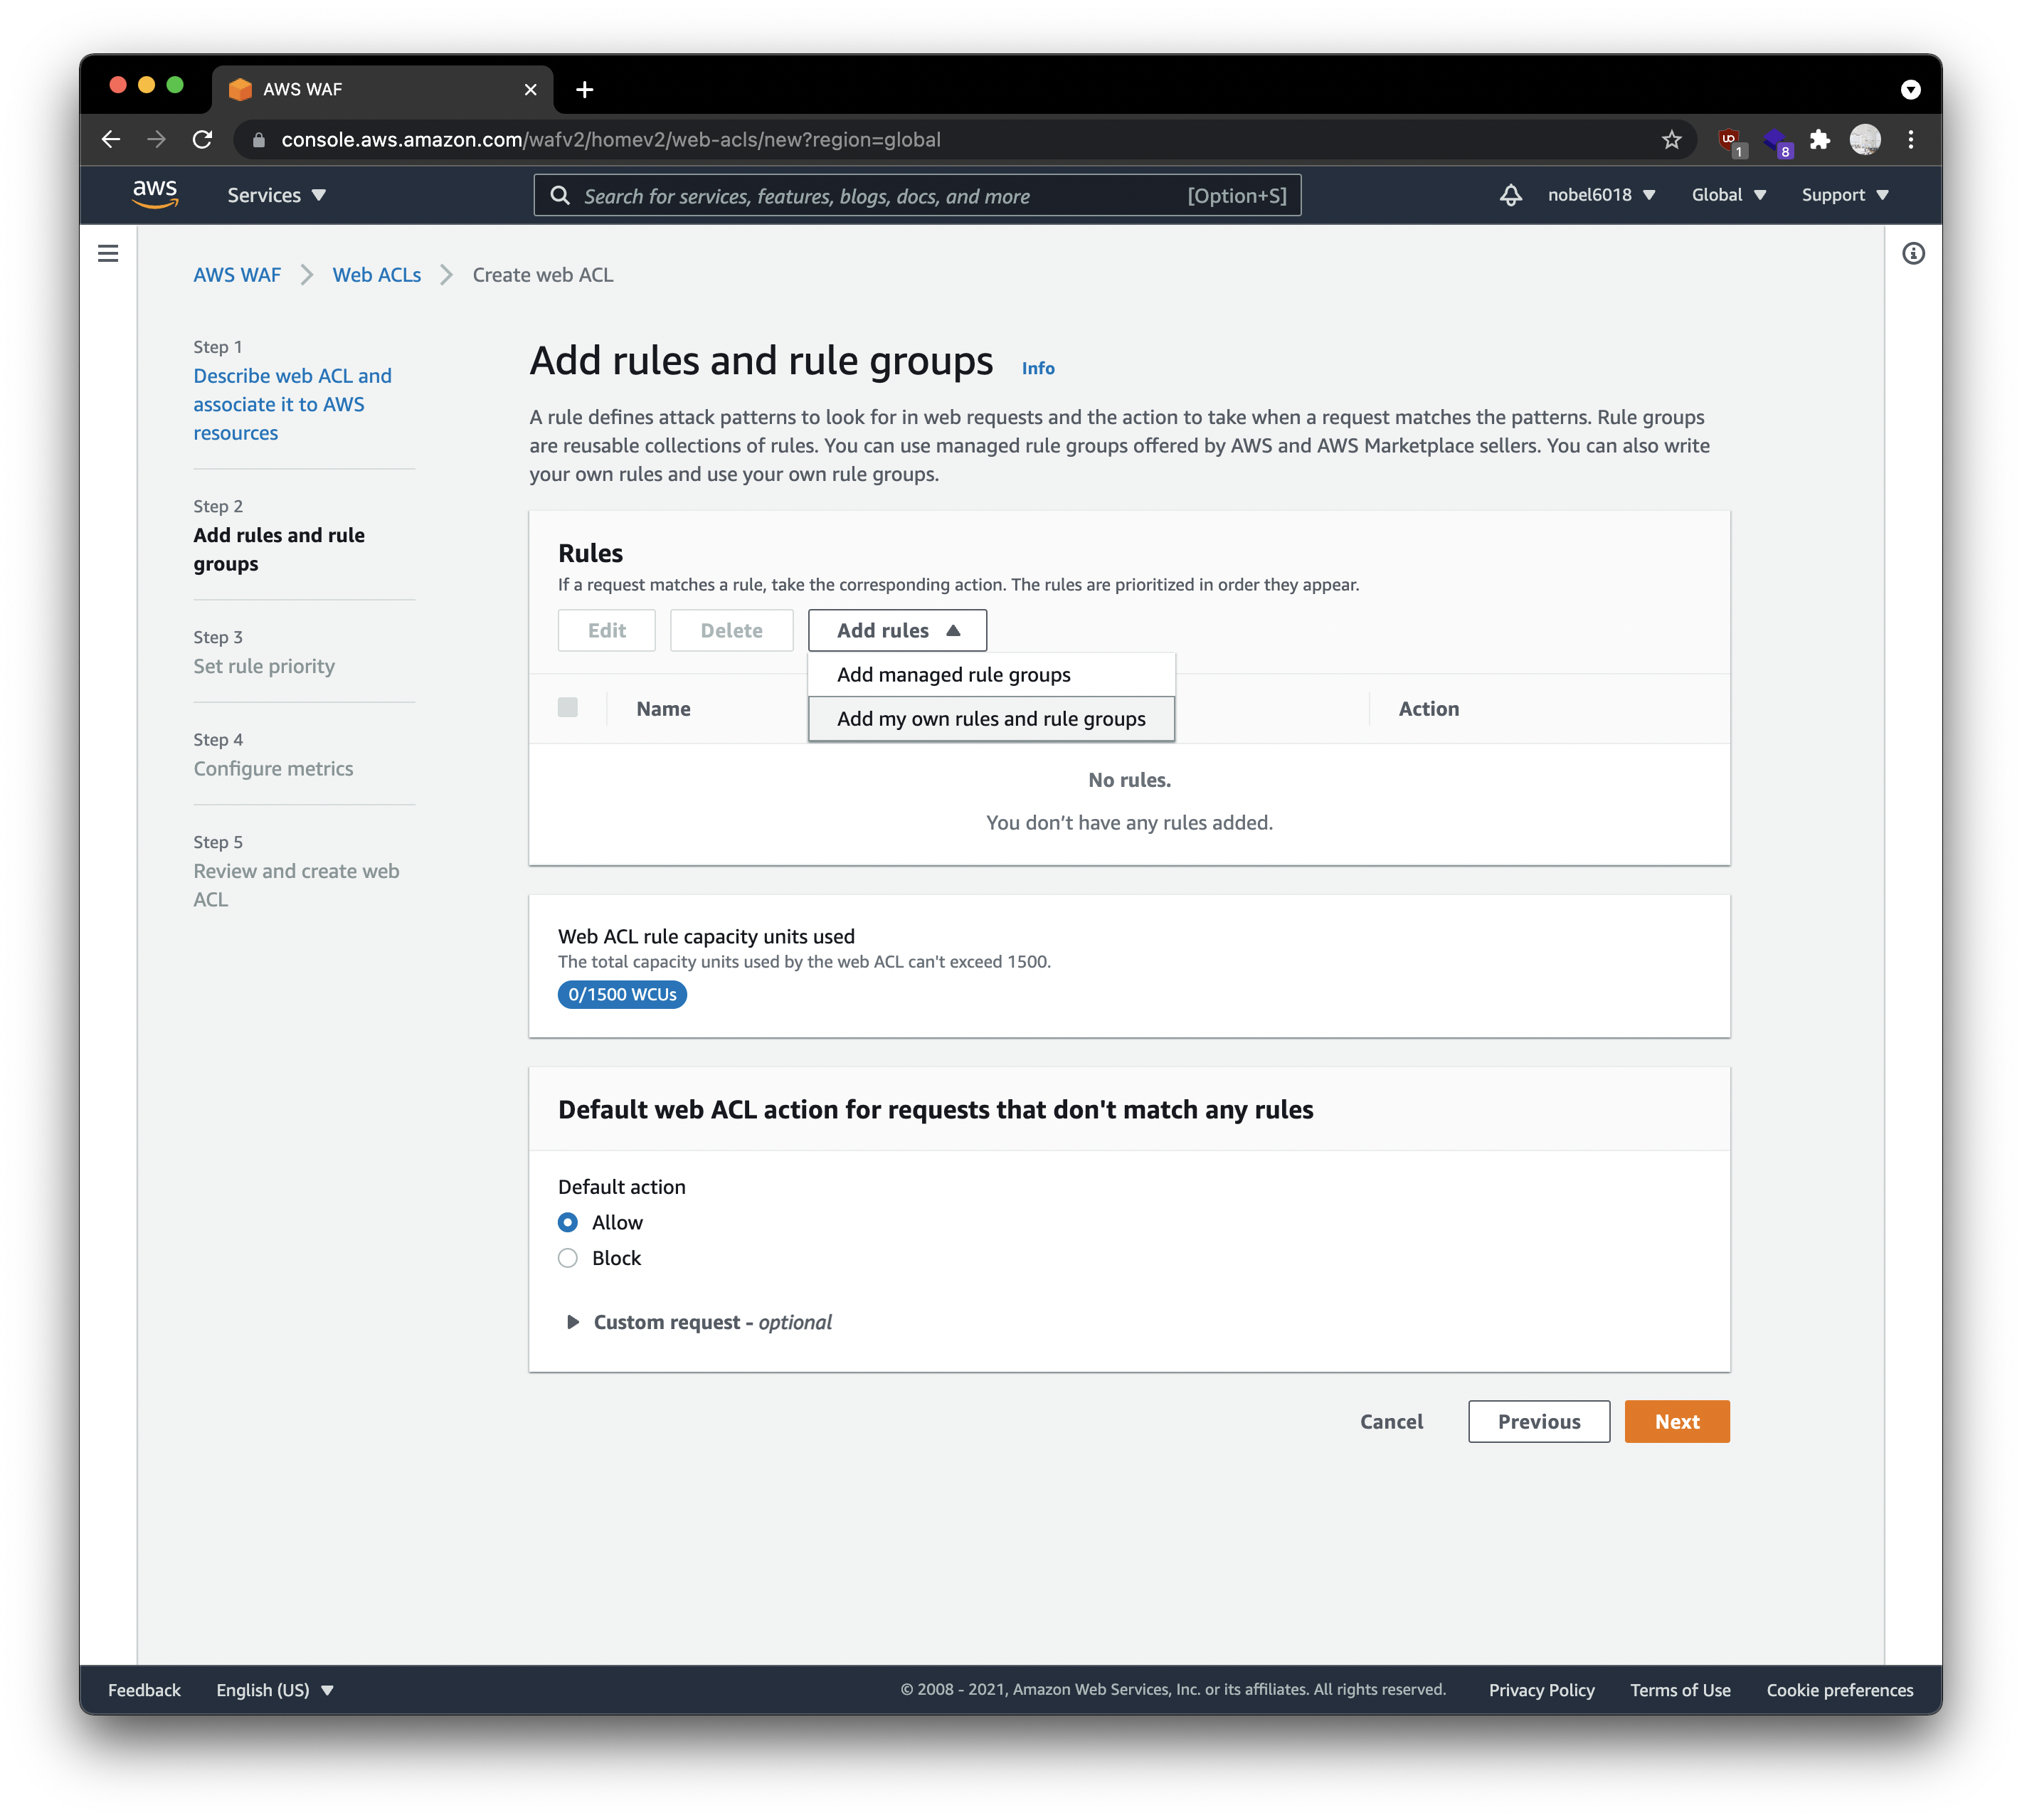 AWS WAF
console.aws.amazon.com/wafv2/homev2/web-acls/new?region=global
1
8
aws
Services
Search for services, features, blogs, docs, and more
[Option+S]
nobel6018
Global
Support
AWS WAF
Web ACLs
Create web ACL
Step 1
Describe web ACL and
associate it to AWS
resources
Step 2
Add rules and rule
groups
Step 3
Set rule priority
Step 4
Configure metrics
Step 5
Review and create web
ACL
Add rules and rule groups
Info
A rule defines attack patterns to look for in web requests and the action to take when a request matches the patterns. Rule groups
are reusable collections of rules. You can use managed rule groups offered by AWS and AWS Marketplace sellers. You can also write
your own rules and use your own rule groups.
Rules
If a request matches a rule, take the corresponding action. The rules are prioritized in order they appear.
Edit
Delete
Add rules
Add managed rule groups
Add my own rules and rule groups
Name
Action
No rules.
You don’t have any rules added.
Web ACL rule capacity units used
The total capacity units used by the web ACL can't exceed 1500.
0/1500 WCUs
Default web ACL action for requests that don't match any rules
Default action
Allow
Block
Custom request - optional
Cancel
Previous
Next
Feedback
English (US)
© 2008 - 2021, Amazon Web Services, Inc. or its affiliates. All rights reserved.
Privacy Policy
Terms of Use
Cookie preferences